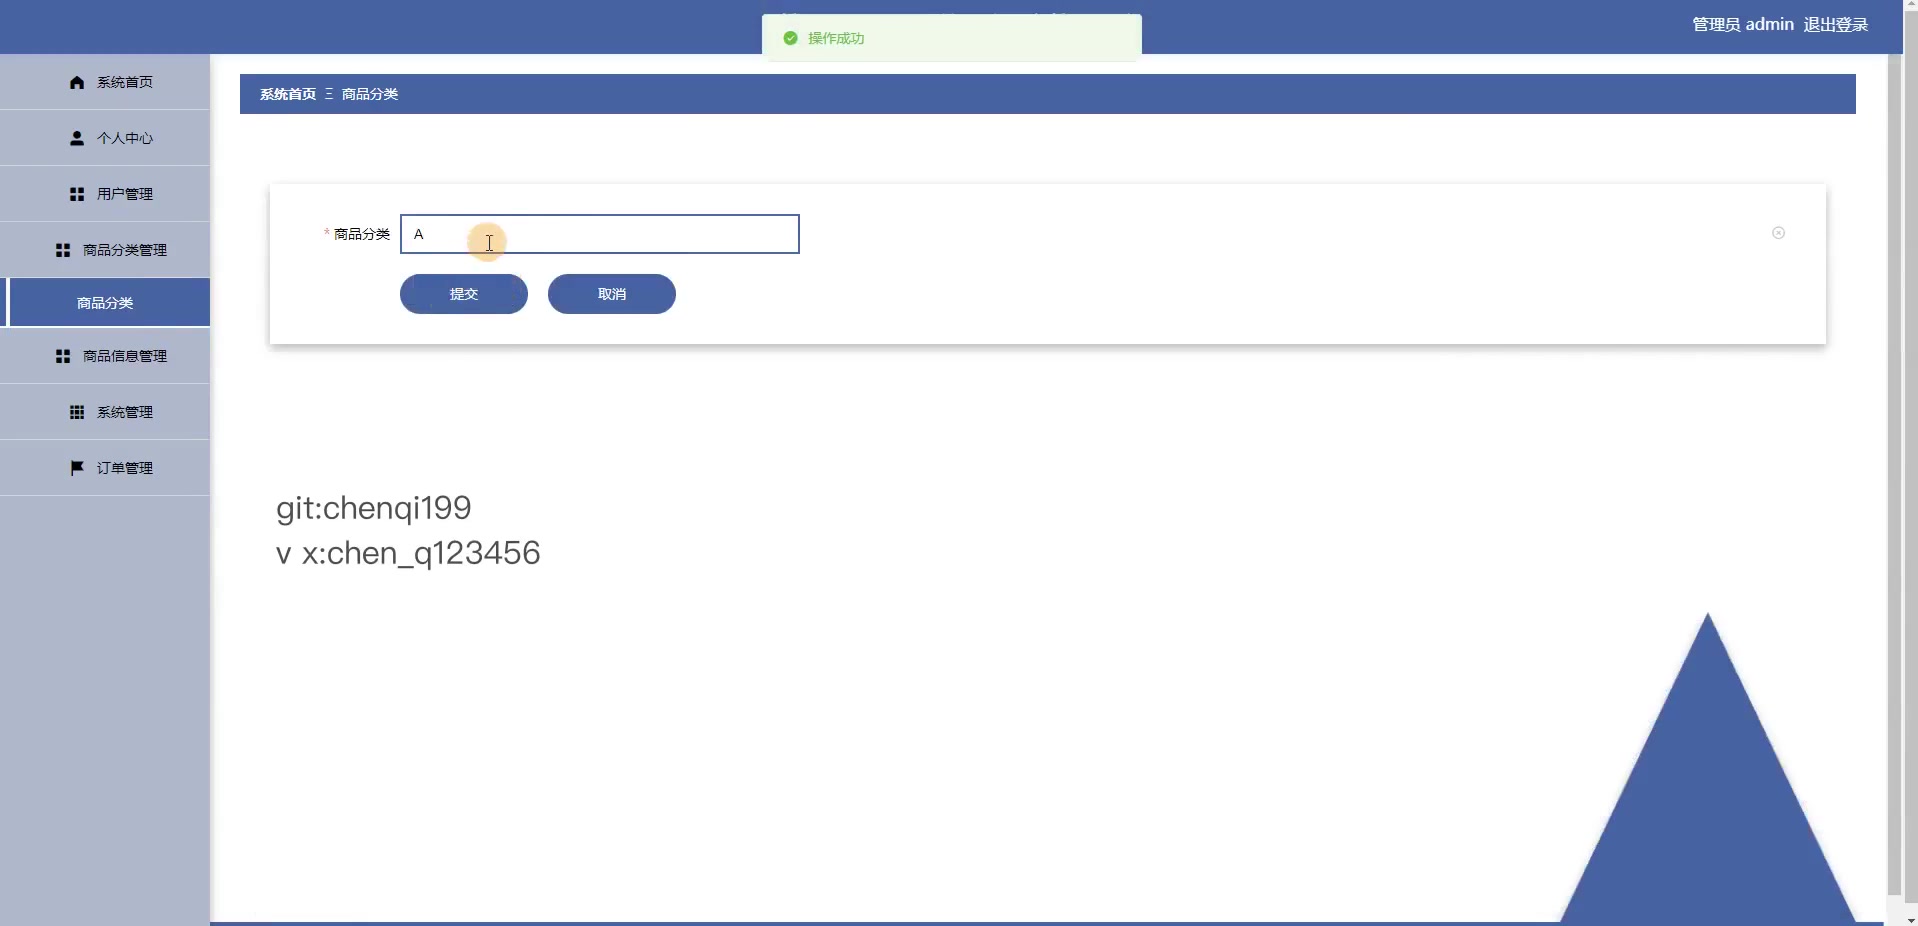 操作成功
管理员 admin 退出登录
系统首页
个人中心
用户管理
商品分类管理
商品分类
商品信息管理
系统管理
订单管理
系统首页 Ξ 商品分类
* 商品分类 A
提交 取消
git:chenqi199
v x:chen_q123456